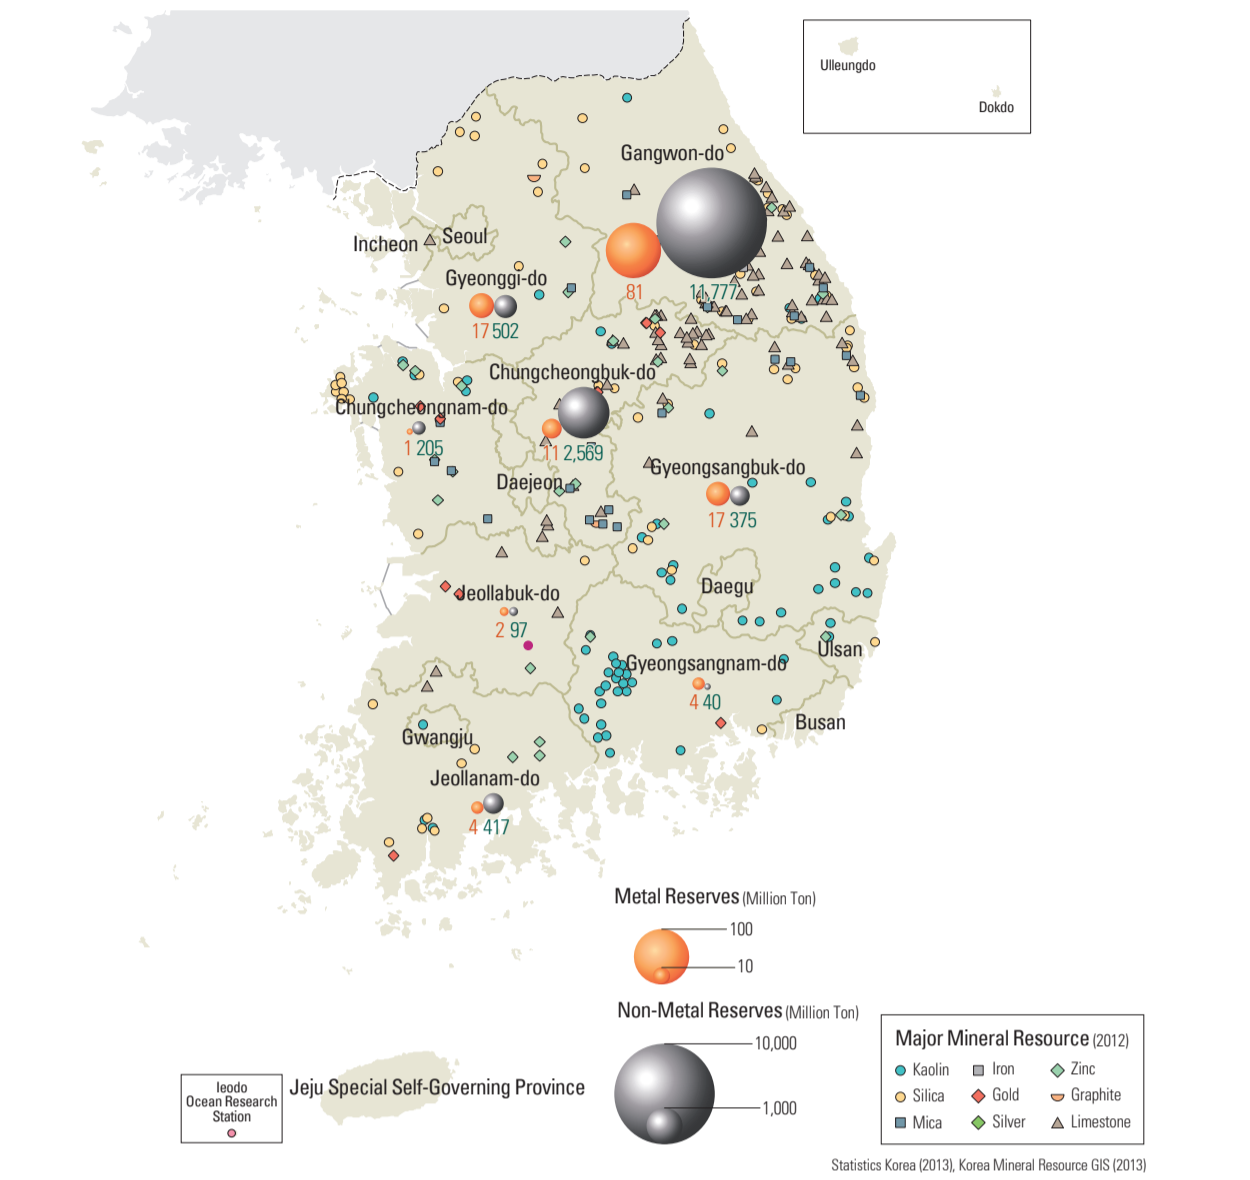 Ulleungdo
Dokdo
Gangwon-do
81
11,777
Incheon
Seoul
Gyeonggi-do
17 502
Chungcheongbuk-do
11 2,569
Chungcheongnam-do
1 205
Daejeon
Gyeongsangbuk-do
17 375
Daegu
Jeollabuk-do
2 97
Ulsan
Gyeongsangnam-do
4 40
Busan
Gwangju
Jeollanam-do
4 417
Metal Reserves (Million Ton)
100
10
Non-Metal Reserves (Million Ton)
10,000
1,000
Ieodo
Ocean Research
Station
Jeju Special Self-Governing Province
Major Mineral Resource (2012)
Kaolin Iron Zinc
Silica Gold Graphite
Mica Silver Limestone
Statistics Korea (2013), Korea Mineral Resource GIS (2013)